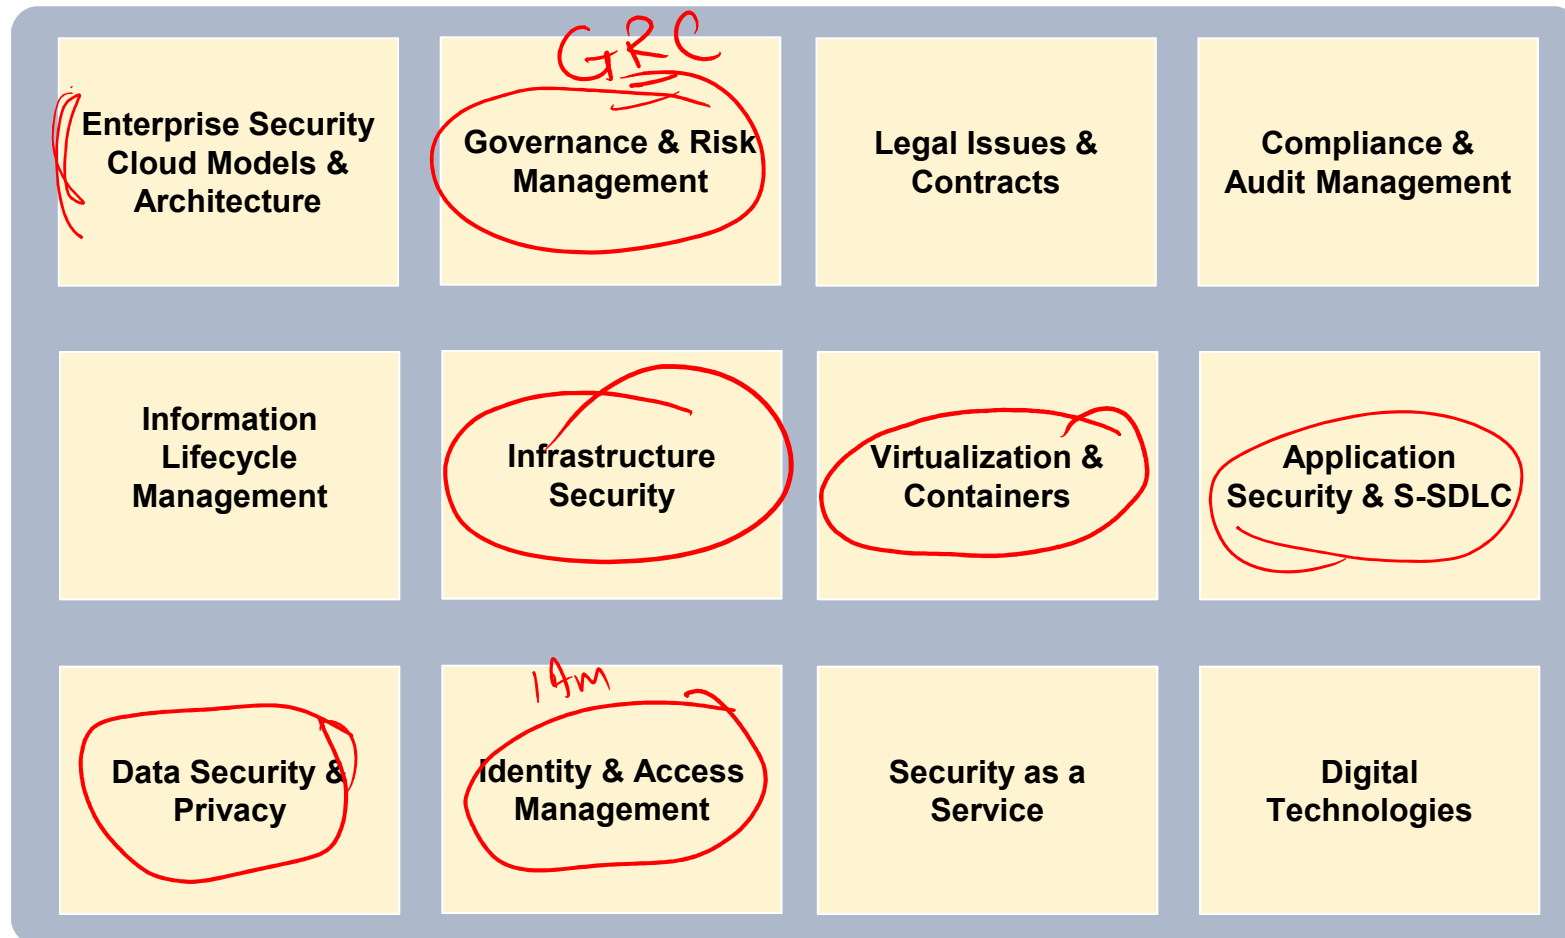 GRC
Enterprise Security
Cloud Models &
Architecture
Governance & Risk
Management
Legal Issues &
Contracts
Compliance &
Audit Management
Information
Lifecycle
Management
Infrastructure
Security
Virtualization &
Containers
Application
Security & S-SDLC
IAM
Data Security &
Privacy
Identity & Access
Management
Security as a
Service
Digital
Technologies